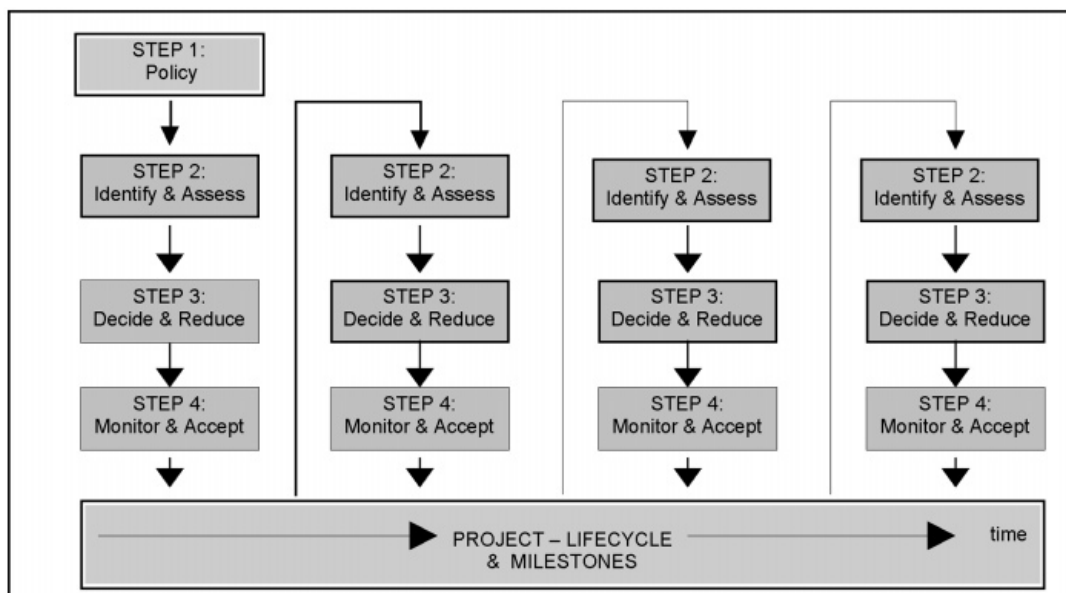 STEP 1:
Policy
STEP 2:
Identify & Assess
STEP 3:
Decide & Reduce
STEP 4:
Monitor & Accept
STEP 2:
Identify & Assess
STEP 3:
Decide & Reduce
STEP 4:
Monitor & Accept
STEP 2:
Identify & Assess
STEP 3:
Decide & Reduce
STEP 4:
Monitor & Accept
STEP 2:
Identify & Assess
STEP 3:
Decide & Reduce
STEP 4:
Monitor & Accept
PROJECT – LIFECYCLE
& MILESTONES
time